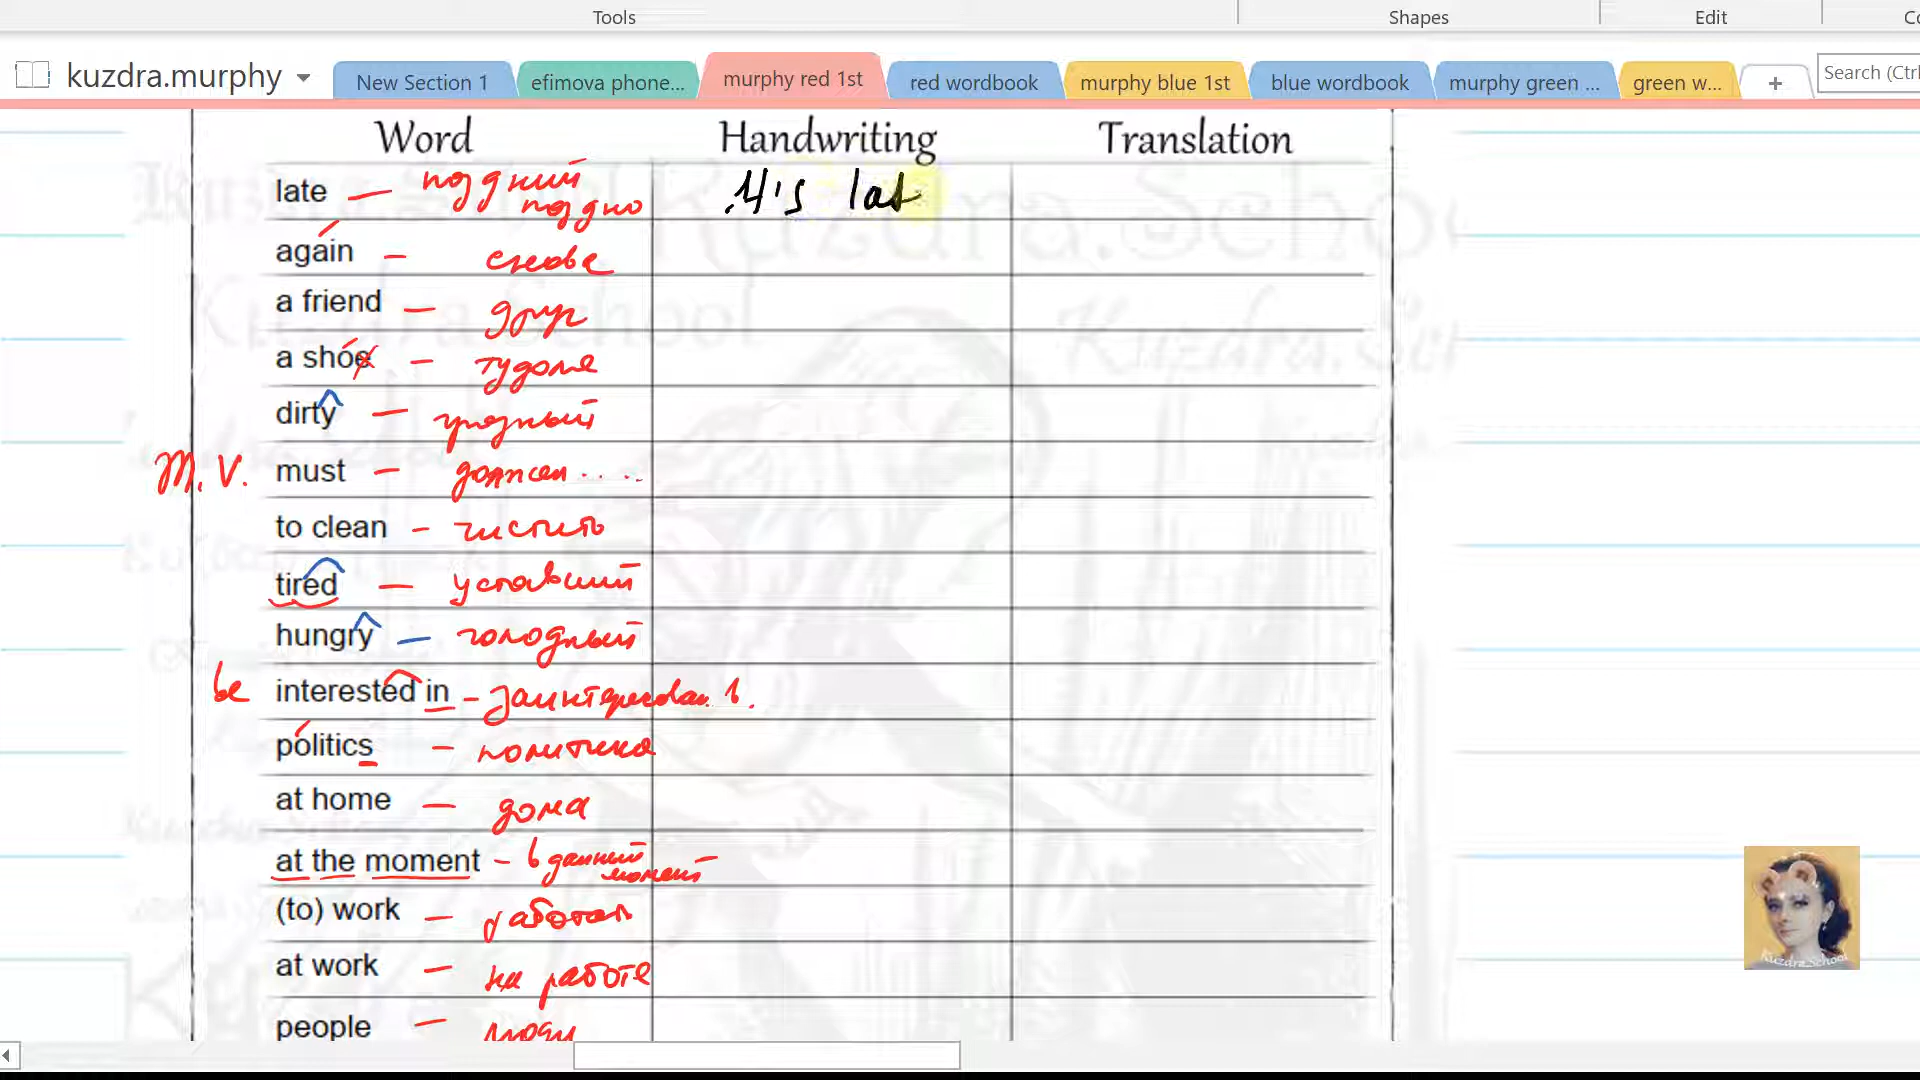 Tools Shapes Edit
kuzdra.murphy New Section 1 efimova phone... murphy red 1st red wordbook murphy blue 1st blue wordbook murphy green ... green w... + Search (Ctrl
Word Handwriting Translation
late — поздний поздно It's lat
again — снова
a friend — друг
a shoe — туфля
dirty — грязный
M.V. must — должен.....
to clean - чистить
tired — уставший
hungry — голодный
be interested in - заинтересован. в.
politics — политика
at home — дома
at the moment - в данный момент
(to) work — работать
at work — на работе
people — люди
Kuzdra.School